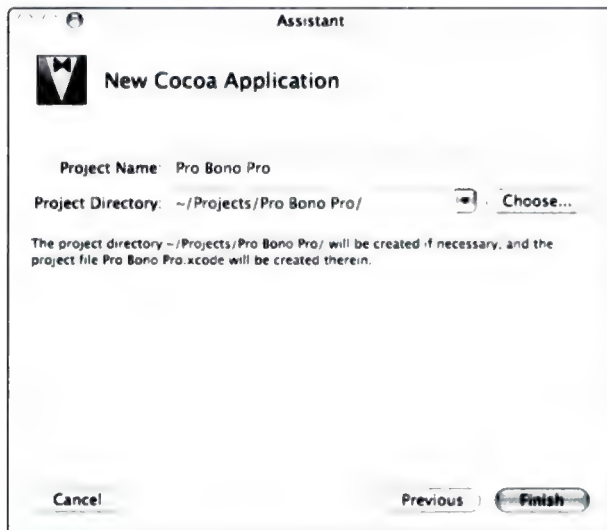 Assistant
New Cocoa Application
Project Name: Pro Bono Pro
Project Directory: ~/Projects/Pro Bono Pro/ Choose...
The project directory ~/Projects/Pro Bono Pro/ will be created if necessary, and the
project file Pro Bono Pro.xcode will be created therein.
Cancel Previous Finish